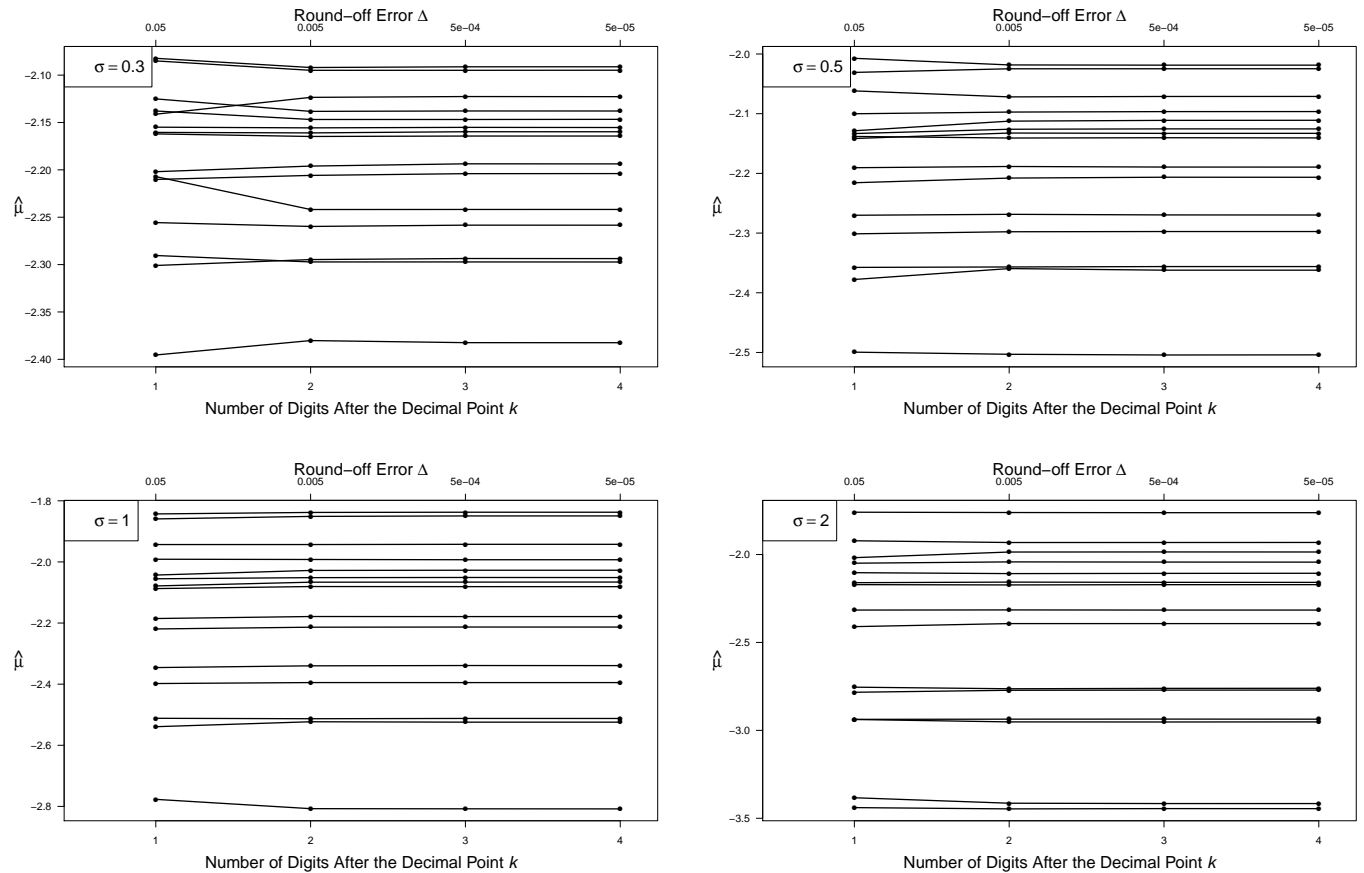 Round−off Error Δ
0.05 0.005 5e−04 5e−05
σ = 0.3
−2.10
−2.15
−2.20
μ̂
−2.25
−2.30
−2.35
−2.40
1 2 3 4
Number of Digits After the Decimal Point k
Round−off Error Δ
0.05 0.005 5e−04 5e−05
−2.0
σ = 0.5
−2.1
−2.2
μ̂
−2.3
−2.4
−2.5
1 2 3 4
Number of Digits After the Decimal Point k
Round−off Error Δ
0.05 0.005 5e−04 5e−05
−1.8
σ = 1
−2.0
−2.2
μ̂
−2.4
−2.6
−2.8
1 2 3 4
Number of Digits After the Decimal Point k
Round−off Error Δ
0.05 0.005 5e−04 5e−05
σ = 2
−2.0
−2.5
μ̂
−3.0
−3.5
1 2 3 4
Number of Digits After the Decimal Point k